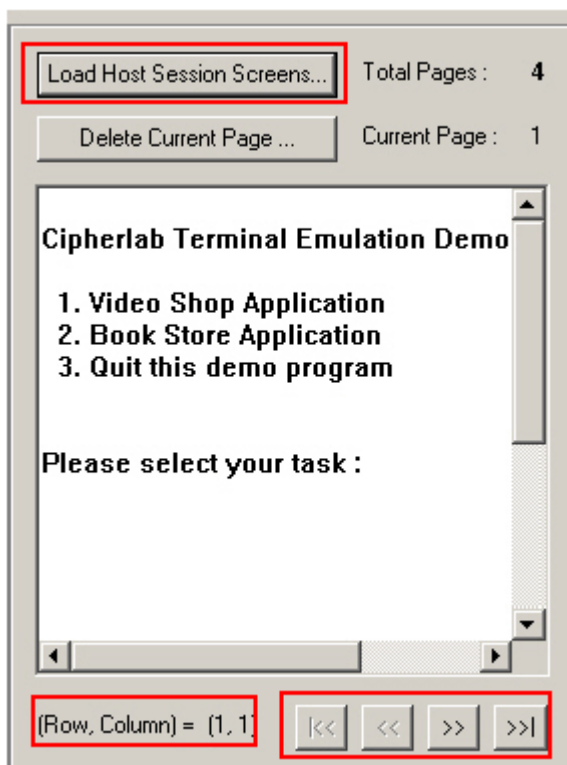 Load Host Session Screens... Total Pages : 4
Delete Current Page ... Current Page : 1
Cipherlab Terminal Emulation Demo
1. Video Shop Application
2. Book Store Application
3. Quit this demo program
Please select your task :
(Row, Column) = (1, 1)
|<< << >> >>|